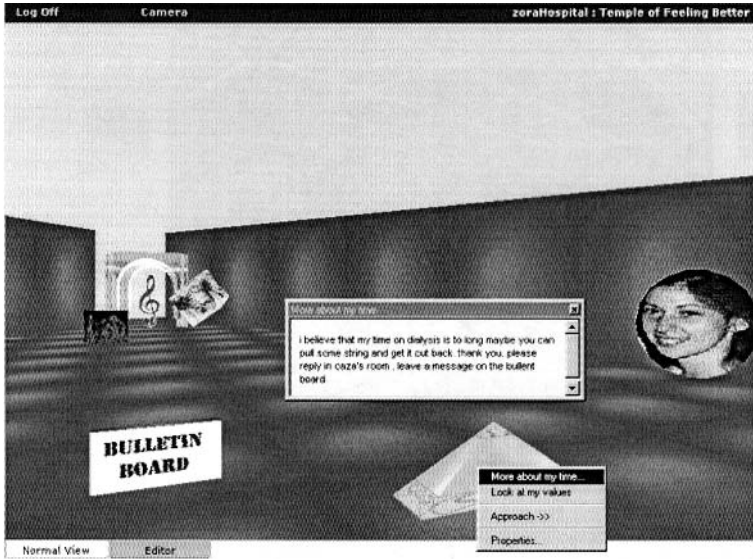 Log Off Camera zoraHospital : Temple of Feeling Better
More about my time
i believe that my time on dialysis is to long maybe you can
pull some string and get it cut back. thank you. please
reply in caza's room , leave a message on the bullent
board
BULLETIN
BOARD
More about my time...
Look at my values
Approach ->>
Properties...
Normal View Editor